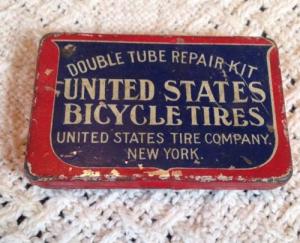 DOUBLE TUBE REPAIR KIT
UNITED STATES
BICYCLE TIRES
UNITED STATES TIRE COMPANY.
NEW YORK